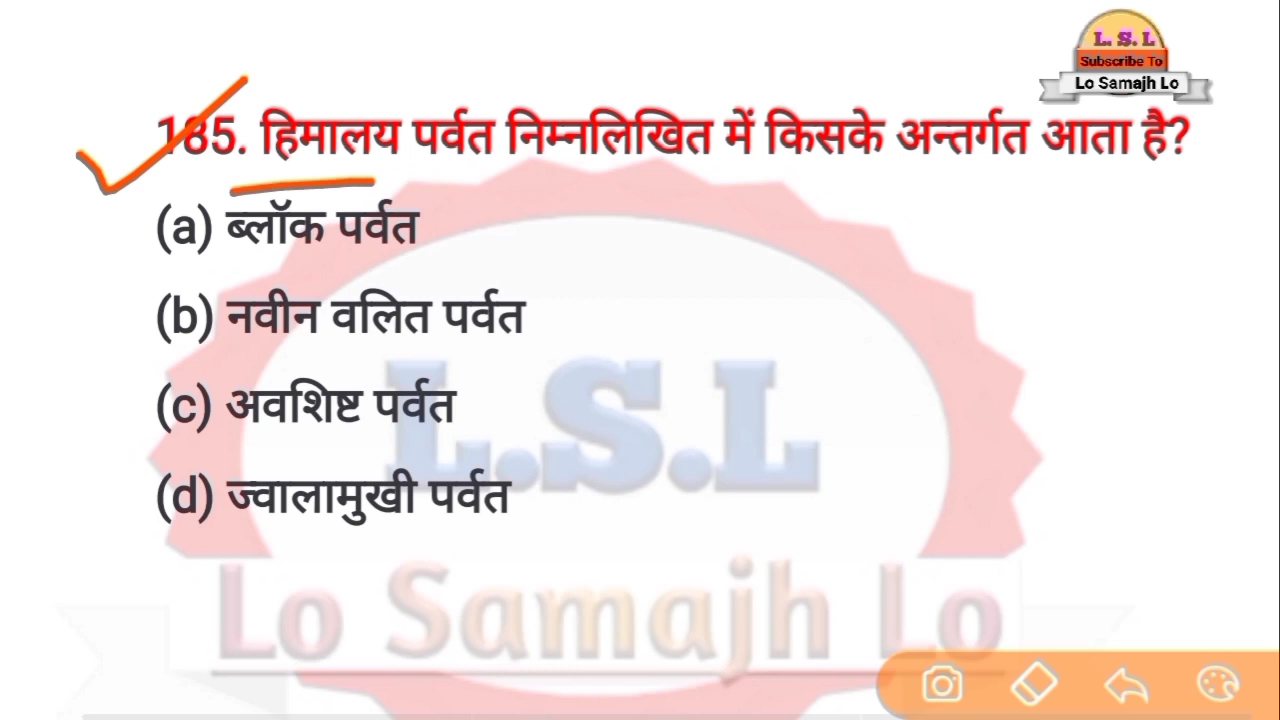 L. S. L
Subscribe To
Lo Samajh Lo
185. हिमालय पर्वत निम्नलिखित में किसके अन्तर्गत आता है?
(a) ब्लॉक पर्वत
(b) नवीन वलित पर्वत
(c) अवशिष्ट पर्वत
(d) ज्वालामुखी पर्वत
L.S.L
Lo Samajh Lo